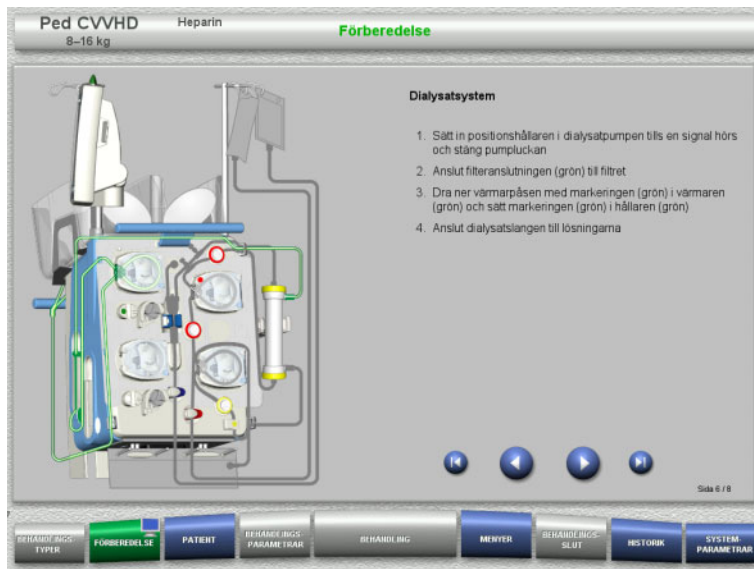 Ped CVVHD
Heparin
8–16 kg
Förberedelse
Dialysatsystem
1. Sätt in positionshållaren i dialysatpumpen tills en signal hörs
och stäng pumpluckan
2. Anslut filteranslutningen (grön) till filtret
3. Dra ner värmarpåsen med markeringen (grön) i värmaren
(grön) och sätt markeringen (grön) i hållaren (grön)
4. Anslut dialysatslangen till lösningarna
Sida 6 / 8
BEHANDLINGS-
TYPER
FÖRBEREDELSE
PATIENT
BEHANDLINGS-
PARAMETRAR
BEHANDLING
MENYER
BEHANDLINGS-
SLUT
HISTORIK
SYSTEM-
PARAMETRAR